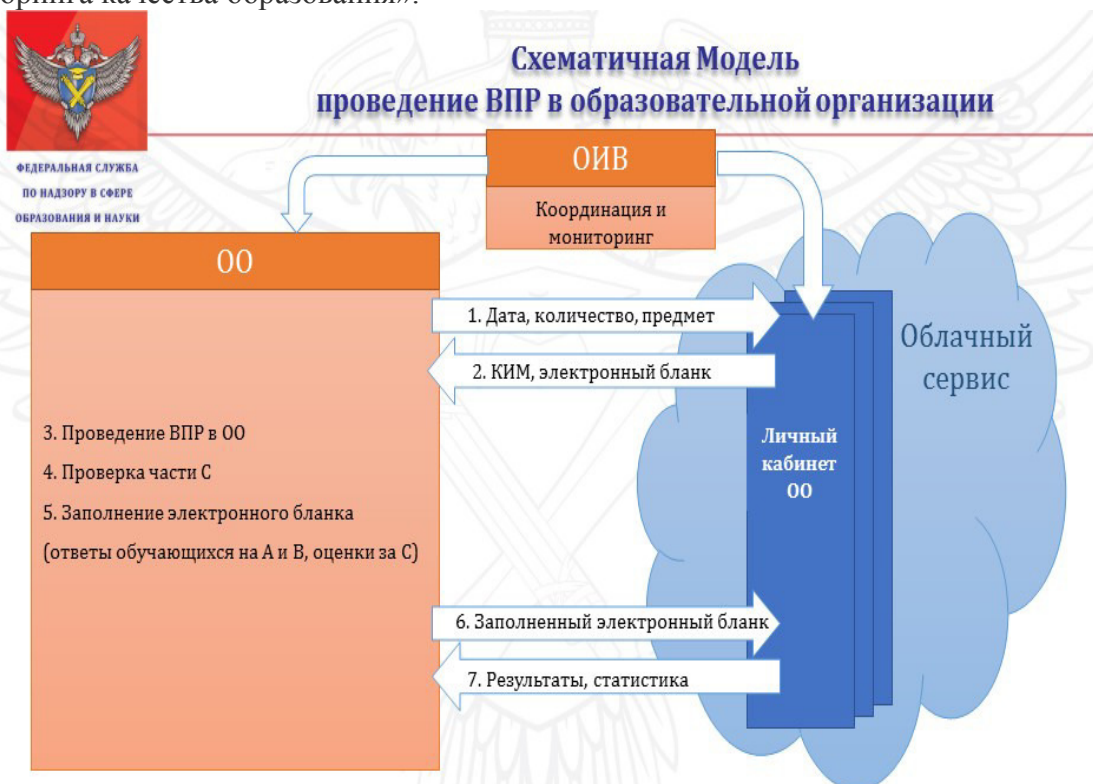 качества образования».
Схематичная Модель
проведение ВПР в образовательной организации
ФЕДЕРАЛЬНАЯ СЛУЖБА
ПО НАДЗОРУ В СФЕРЕ
ОБРАЗОВАНИЯ И НАУКИ
ОИВ
Координация и
мониторинг
ОО
1. Дата, количество, предмет
2. КИМ, электронный бланк
3. Проведение ВПР в ОО
4. Проверка части С
5. Заполнение электронного бланка
(ответы обучающихся на А и В, оценки за С)
6. Заполненный электронный бланк
7. Результаты, статистика
Личный
кабинет
ОО
Облачный
сервис